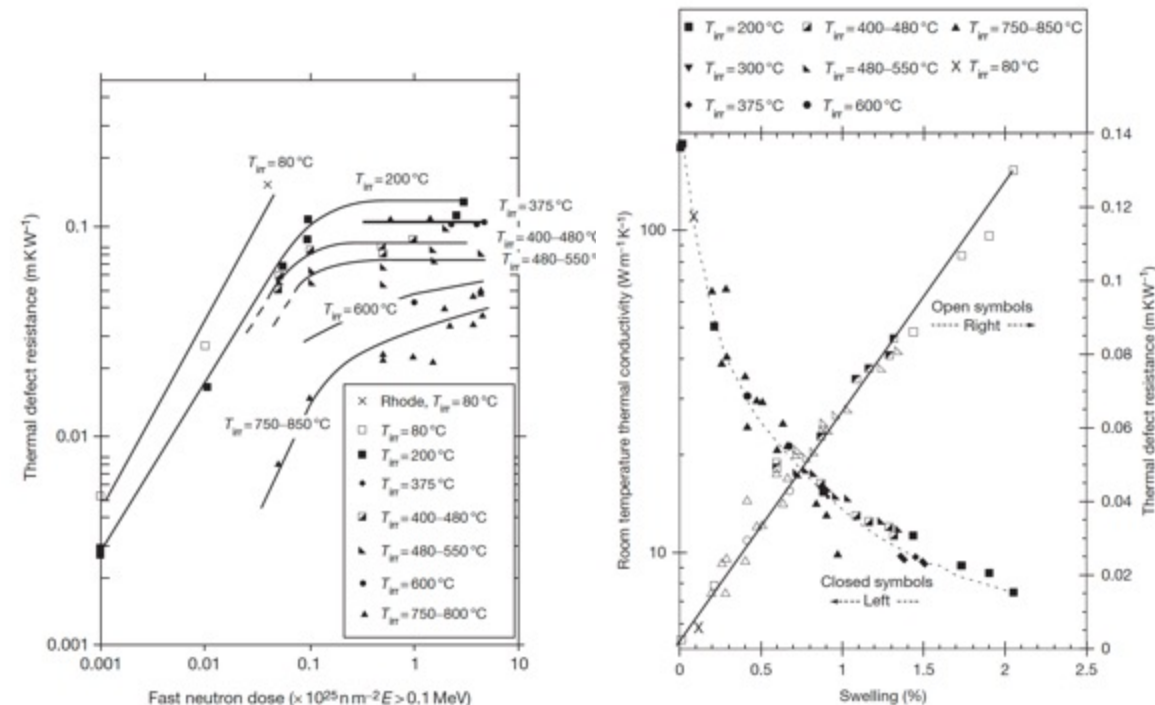 T_irr = 80 °C
T_irr = 200 °C
T_irr = 375 °C
T_irr = 400–480 °C
T_irr = 480–550 °C
T_irr = 600 °C
T_irr = 750–850 °C
Thermal defect resistance (m K W⁻¹)
0.1
0.01
0.001
× Rhode, T_irr = 80 °C
□ T_irr = 80 °C
■ T_irr = 200 °C
◆ T_irr = 375 °C
T_irr = 400–480 °C
T_irr = 480–550 °C
● T_irr = 600 °C
▲ T_irr = 750–800 °C
0.001 0.01 0.1 1 10
Fast neutron dose (× 10²⁵ n m⁻² E > 0.1 MeV)
■ T_irr = 200 °C T_irr = 400–480 °C ▲ T_irr = 750–850 °C
▼ T_irr = 300 °C T_irr = 480–550 °C X T_irr = 80 °C
◆ T_irr = 375 °C ● T_irr = 600 °C
Room temperature thermal conductivity (W m⁻¹ K⁻¹)
100
10
Open symbols
Right
Closed symbols
Left
0.14
0.12
0.1
0.08
0.06
0.04
0.02
0
Thermal defect resistance (m K W⁻¹)
0 0.5 1 1.5 2 2.5
Swelling (%)